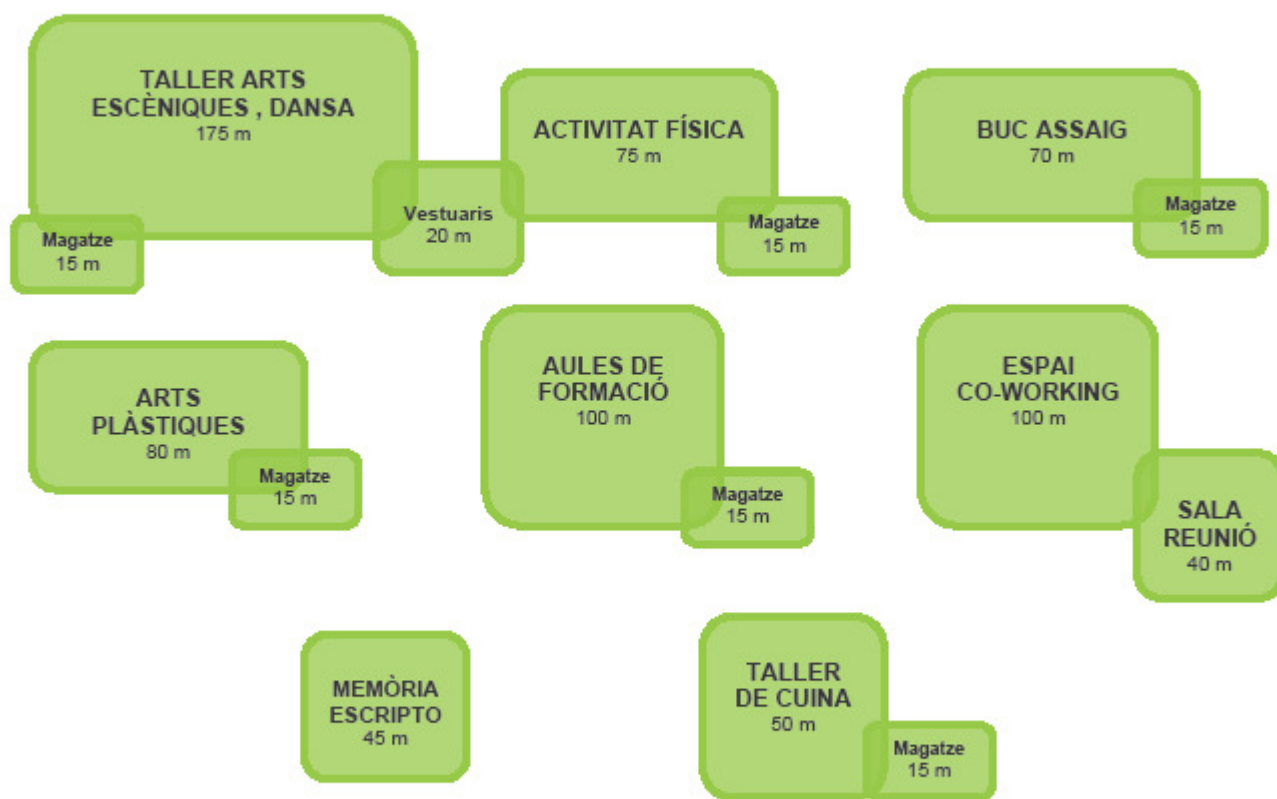 TALLER ARTS
ESCÈNIQUES , DANSA
175 m
Magatze
15 m
Vestuaris
20 m
ACTIVITAT FÍSICA
75 m
Magatze
15 m
BUC ASSAIG
70 m
Magatze
15 m
ARTS
PLÀSTIQUES
80 m
Magatze
15 m
AULES DE
FORMACIÓ
100 m
Magatze
15 m
ESPAI
CO-WORKING
100 m
SALA
REUNIÓ
40 m
MEMÒRIA
ESCRIPTO
45 m
TALLER
DE CUINA
50 m
Magatze
15 m